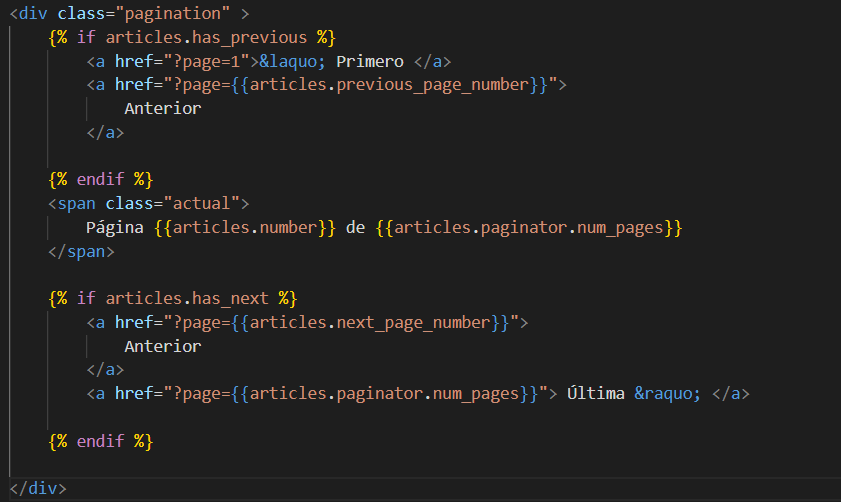 <div class="pagination" >
{% if articles.has_previous %}
<a href="?page=1">&laquo; Primero </a>
<a href="?page={{articles.previous_page_number}}">
Anterior
</a>
{% endif %}
<span class="actual">
Página {{articles.number}} de {{articles.paginator.num_pages}}
</span>
{% if articles.has_next %}
<a href="?page={{articles.next_page_number}}">
Anterior
</a>
<a href="?page={{articles.paginator.num_pages}}"> Última &raquo; </a>
{% endif %}
</div>